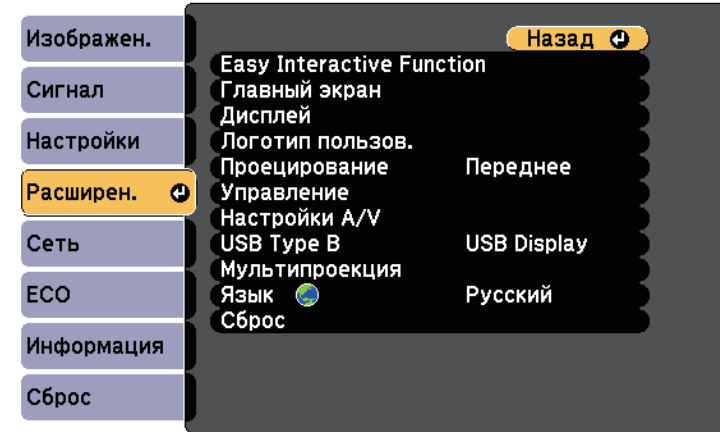 Изображен.
Сигнал
Настройки
Расширен.
Сеть
ECO
Информация
Сброс
Назад
Easy Interactive Function
Главный экран
Дисплей
Логотип пользов.
Проецирование Переднее
Управление
Настройки A/V
USB Type B USB Display
Мультипроекция
Язык Русский
Сброс